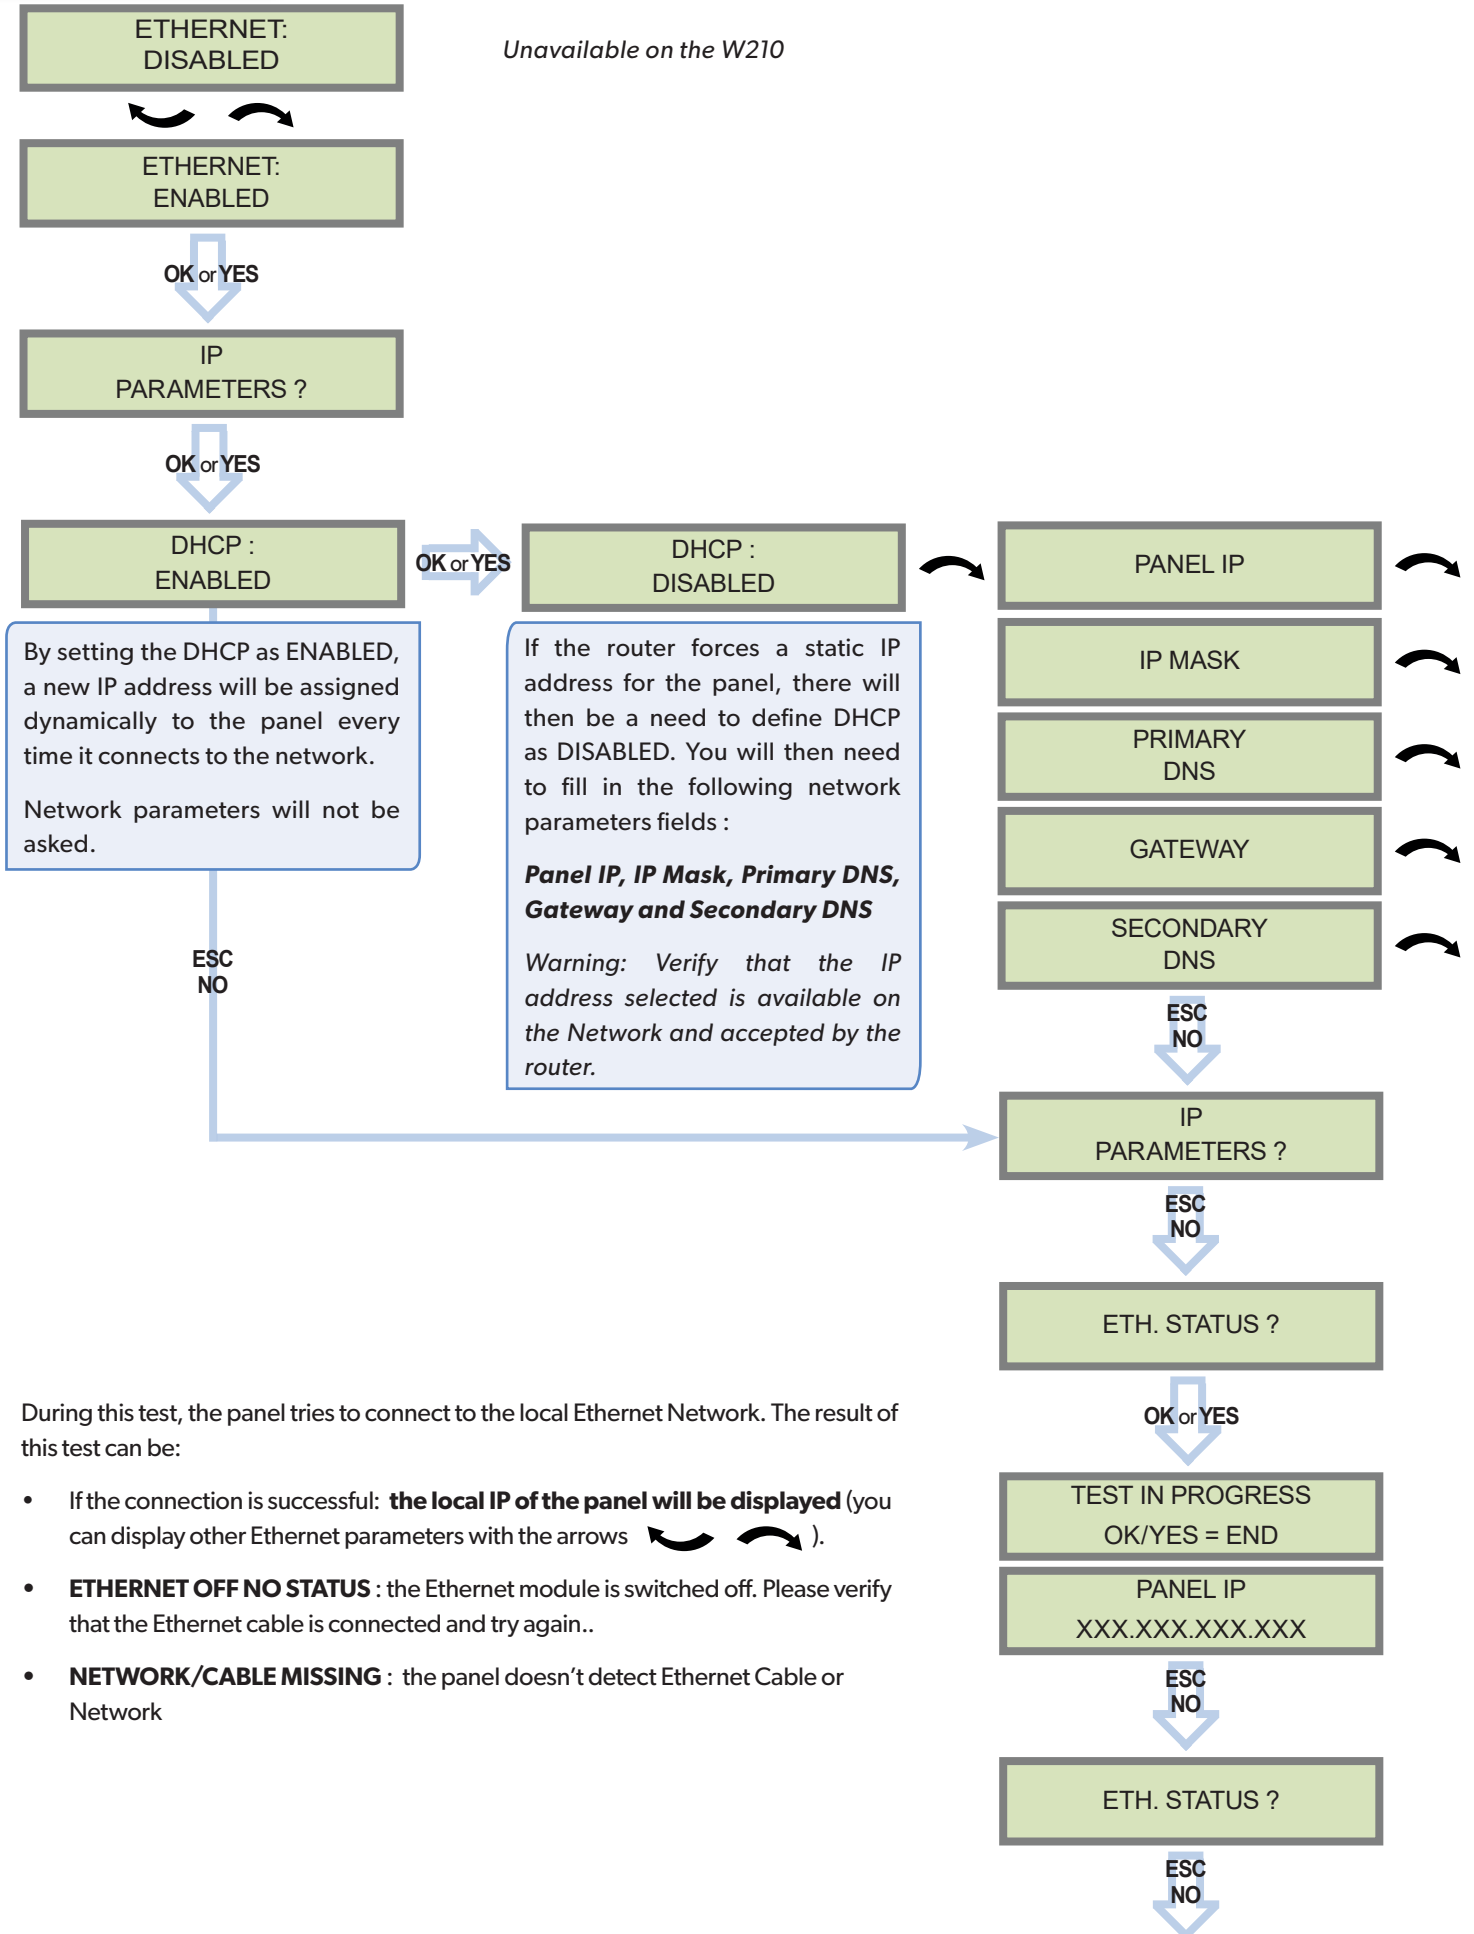 ETHERNET:
DISABLED
Unavailable on the W210
ETHERNET:
ENABLED
OK or YES
IP
PARAMETERS ?
OK or YES
DHCP :
ENABLED
OK or YES
DHCP :
DISABLED
PANEL IP
By setting the DHCP as ENABLED,
a new IP address will be assigned
dynamically to the panel every
time it connects to the network.
Network parameters will not be
asked.
If the router forces a static IP
address for the panel, there will
then be a need to define DHCP
as DISABLED. You will then need
to fill in the following network
parameters fields :
Panel IP, IP Mask, Primary DNS,
Gateway and Secondary DNS
Warning: Verify that the IP
address selected is available on
the Network and accepted by the
router.
IP MASK
PRIMARY
DNS
GATEWAY
SECONDARY
DNS
ESC
NO
ESC
NO
IP
PARAMETERS ?
ESC
NO
ETH. STATUS ?
OK or YES
TEST IN PROGRESS
OK/YES = END
PANEL IP
XXX.XXX.XXX.XXX
ESC
NO
ETH. STATUS ?
ESC
NO
During this test, the panel tries to connect to the local Ethernet Network. The result of
this test can be:
• If the connection is successful: the local IP of the panel will be displayed (you
can display other Ethernet parameters with the arrows ).
• ETHERNET OFF NO STATUS : the Ethernet module is switched off. Please verify
that the Ethernet cable is connected and try again..
• NETWORK/CABLE MISSING : the panel doesn't detect Ethernet Cable or
Network